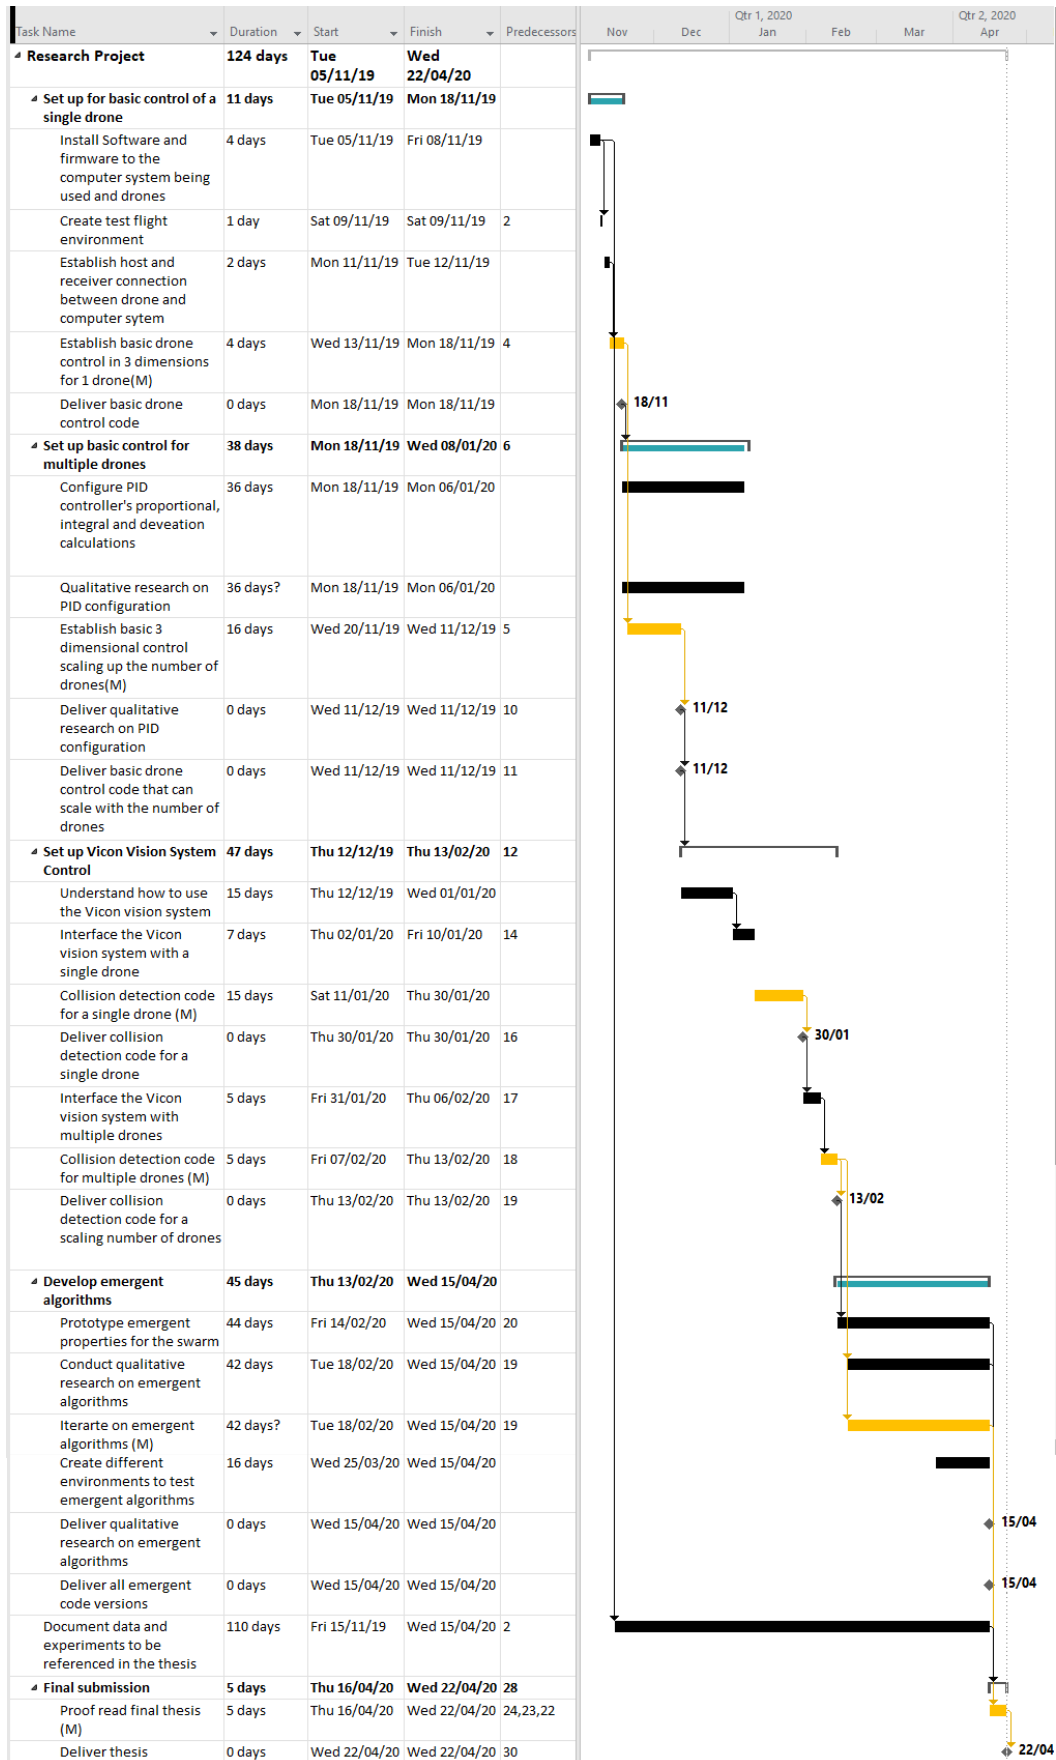 Qtr 1, 2020 Qtr 2, 2020
Task Name Duration Start Finish Predecessors Nov Dec Jan Feb Mar Apr
Research Project 124 days Tue Wed
05/11/19 22/04/20
Set up for basic control of a 11 days Tue 05/11/19 Mon 18/11/19
single drone
Install Software and 4 days Tue 05/11/19 Fri 08/11/19
firmware to the
computer system being
used and drones
Create test flight 1 day Sat 09/11/19 Sat 09/11/19 2
environment
Establish host and 2 days Mon 11/11/19 Tue 12/11/19
receiver connection
between drone and
computer sytem
Establish basic drone 4 days Wed 13/11/19 Mon 18/11/19 4
control in 3 dimensions
for 1 drone(M)
Deliver basic drone 0 days Mon 18/11/19 Mon 18/11/19 18/11
control code
Set up basic control for 38 days Mon 18/11/19 Wed 08/01/20 6
multiple drones
Configure PID 36 days Mon 18/11/19 Mon 06/01/20
controller's proportional,
integral and deveation
calculations
Qualitative research on 36 days? Mon 18/11/19 Mon 06/01/20
PID configuration
Establish basic 3 16 days Wed 20/11/19 Wed 11/12/19 5
dimensional control
scaling up the number of
drones(M)
Deliver qualitative 0 days Wed 11/12/19 Wed 11/12/19 10 11/12
research on PID
configuration
Deliver basic drone 0 days Wed 11/12/19 Wed 11/12/19 11 11/12
control code that can
scale with the number of
drones
Set up Vicon Vision System 47 days Thu 12/12/19 Thu 13/02/20 12
Control
Understand how to use 15 days Thu 12/12/19 Wed 01/01/20
the Vicon vision system
Interface the Vicon 7 days Thu 02/01/20 Fri 10/01/20 14
vision system with a
single drone
Collision detection code 15 days Sat 11/01/20 Thu 30/01/20
for a single drone (M)
Deliver collision 0 days Thu 30/01/20 Thu 30/01/20 16 30/01
detection code for a
single drone
Interface the Vicon 5 days Fri 31/01/20 Thu 06/02/20 17
vision system with
multiple drones
Collision detection code 5 days Fri 07/02/20 Thu 13/02/20 18
for multiple drones (M)
Deliver collision 0 days Thu 13/02/20 Thu 13/02/20 19 13/02
detection code for a
scaling number of drones
Develop emergent 45 days Thu 13/02/20 Wed 15/04/20
algorithms
Prototype emergent 44 days Fri 14/02/20 Wed 15/04/20 20
properties for the swarm
Conduct qualitative 42 days Tue 18/02/20 Wed 15/04/20 19
research on emergent
algorithms
Iterarte on emergent 42 days? Tue 18/02/20 Wed 15/04/20 19
algorithms (M)
Create different 16 days Wed 25/03/20 Wed 15/04/20
environments to test
emergent algorithms
Deliver qualitative 0 days Wed 15/04/20 Wed 15/04/20 15/04
research on emergent
algorithms
Deliver all emergent 0 days Wed 15/04/20 Wed 15/04/20 15/04
code versions
Document data and 110 days Fri 15/11/19 Wed 15/04/20 2
experiments to be
referenced in the thesis
Final submission 5 days Thu 16/04/20 Wed 22/04/20 28
Proof read final thesis 5 days Thu 16/04/20 Wed 22/04/20 24,23,22
(M)
Deliver thesis 0 days Wed 22/04/20 Wed 22/04/20 30 22/04